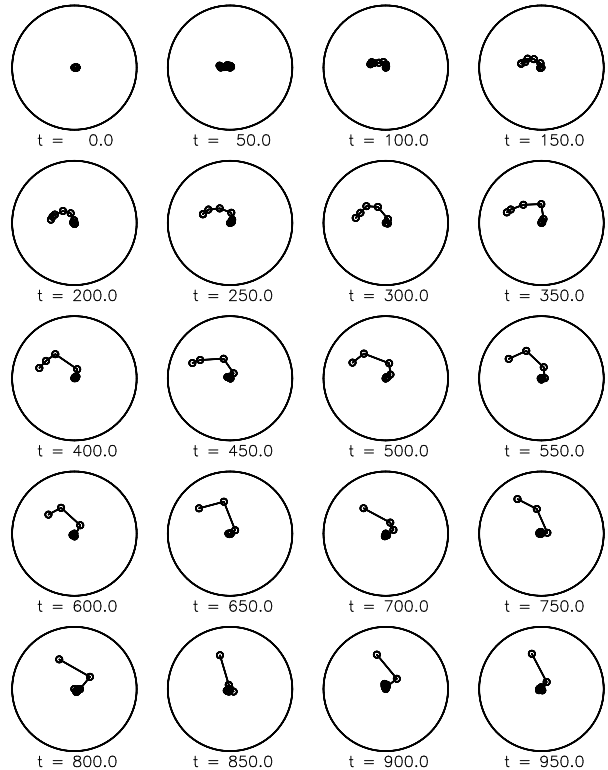 t = 0.0 t = 50.0 t = 100.0 t = 150.0
t = 200.0 t = 250.0 t = 300.0 t = 350.0
t = 400.0 t = 450.0 t = 500.0 t = 550.0
t = 600.0 t = 650.0 t = 700.0 t = 750.0
t = 800.0 t = 850.0 t = 900.0 t = 950.0